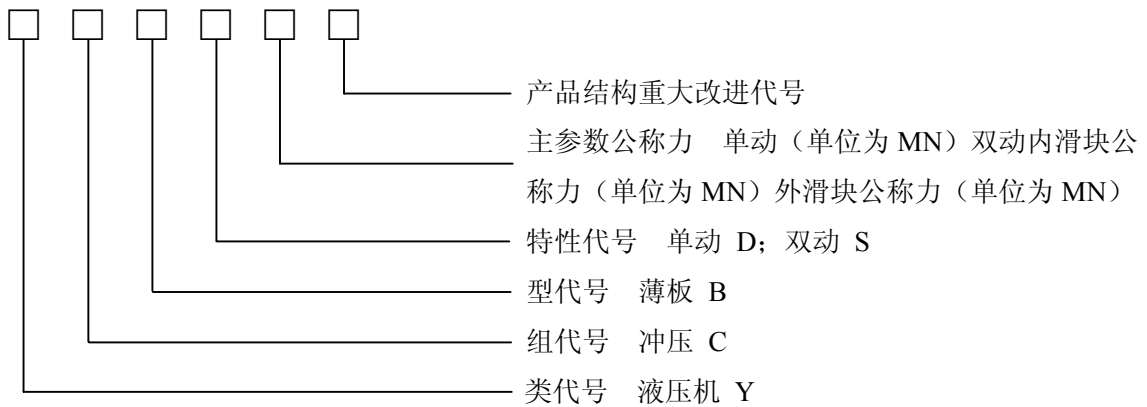 产品结构重大改进代号
主参数公称力 单动（单位为 MN）双动内滑块公
称力（单位为 MN）外滑块公称力（单位为 MN）
特性代号 单动 D；双动 S
型代号 薄板 B
组代号 冲压 C
类代号 液压机 Y